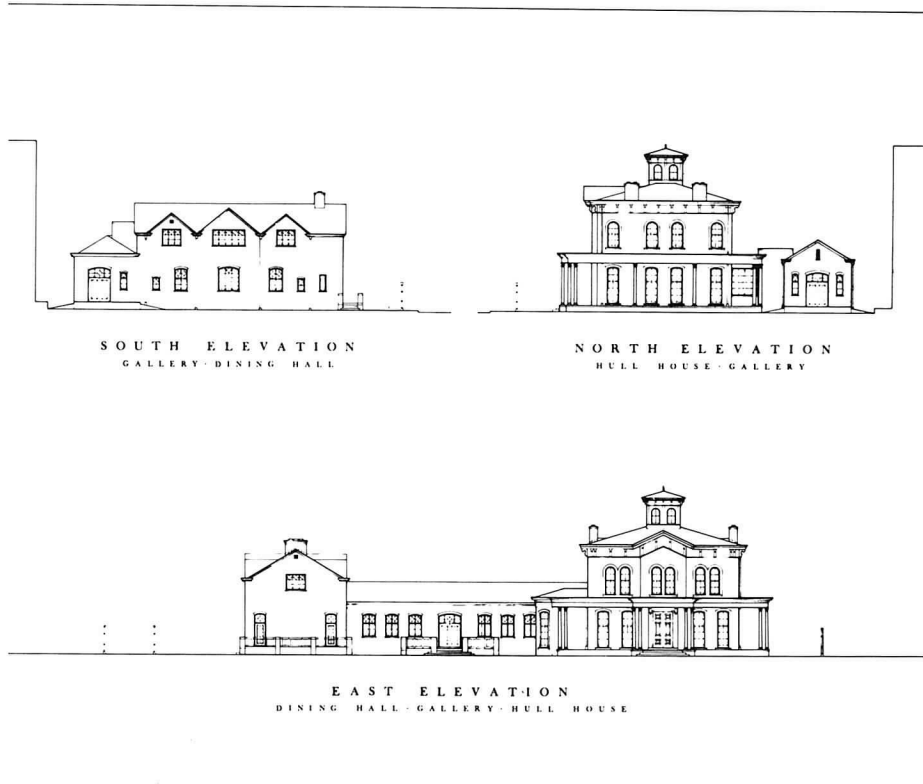 SOUTH ELEVATION
GALLERY · DINING HALL
NORTH ELEVATION
HULL HOUSE · GALLERY
EAST ELEVATION
DINING HALL · GALLERY · HULL HOUSE